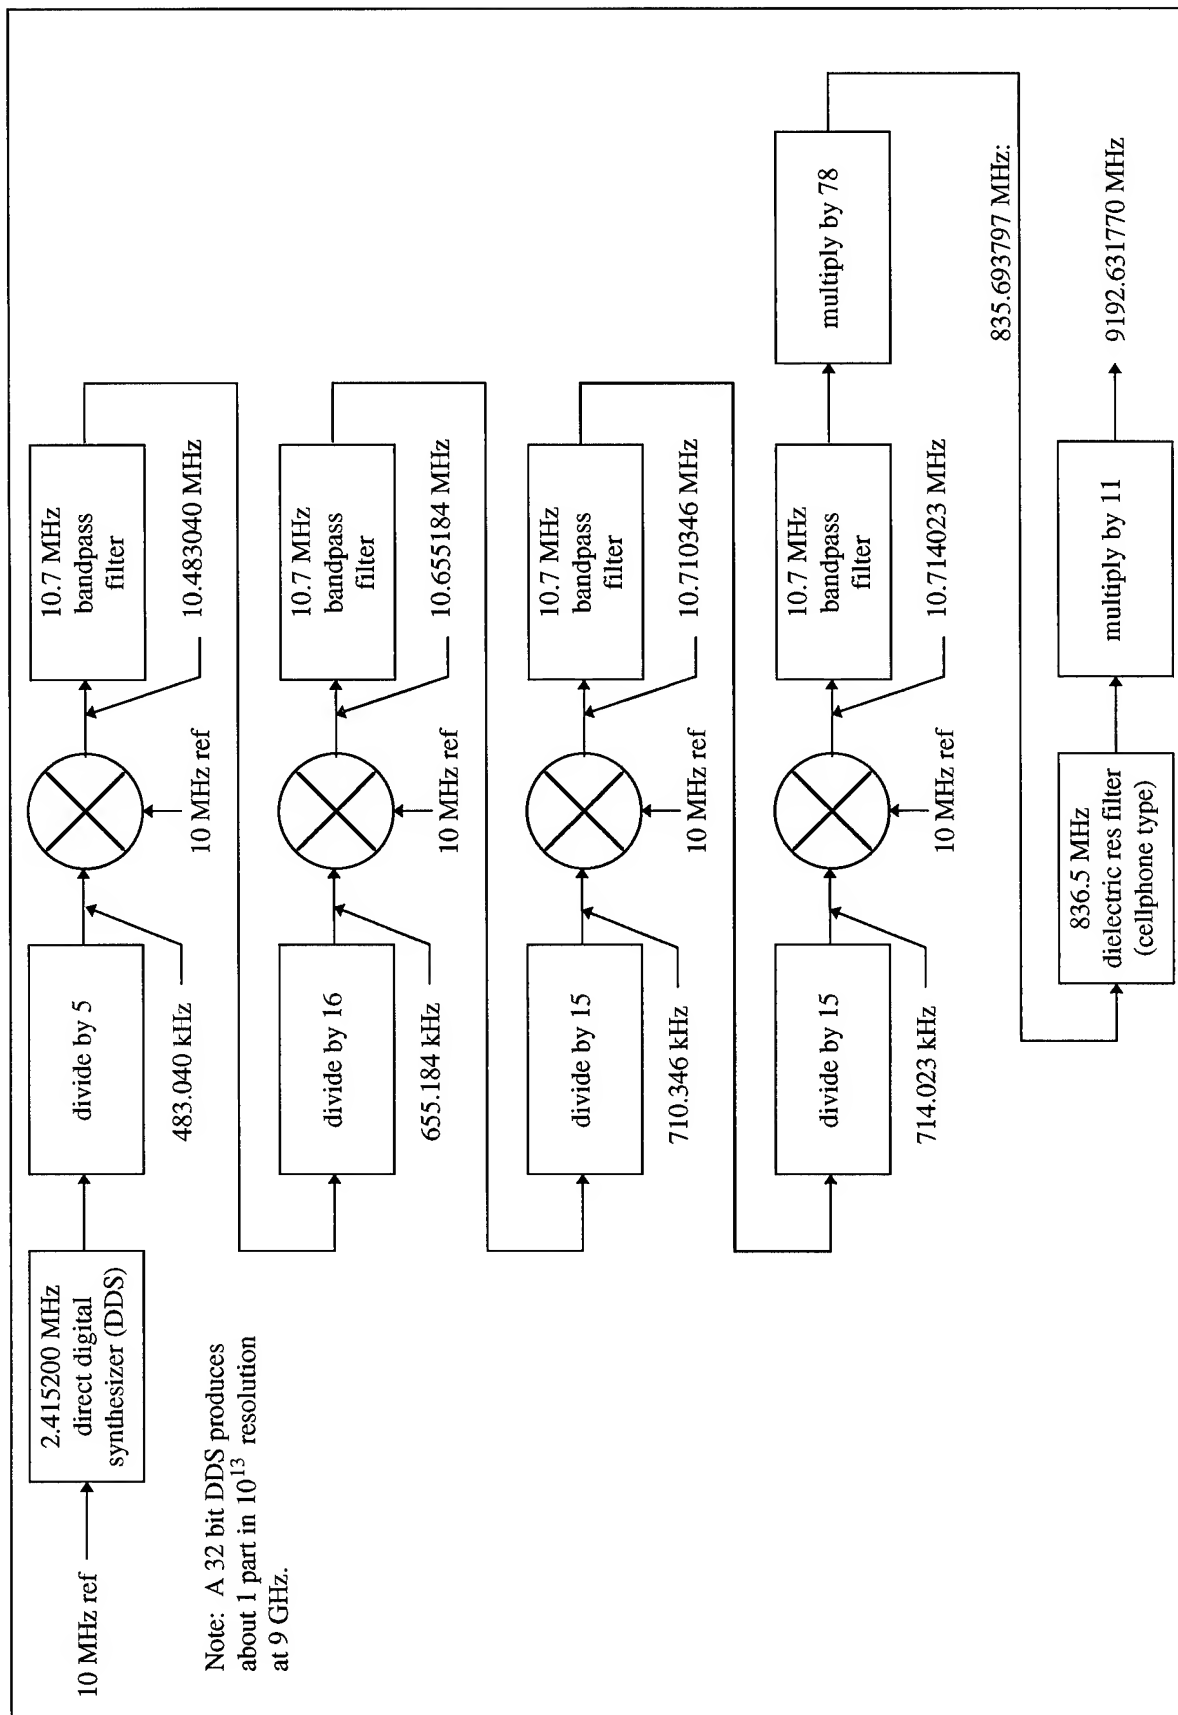 10 MHz ref
2.415200 MHz
direct digital
synthesizer (DDS)
divide by 5
483.040 kHz
10 MHz ref
10.483040 MHz
10.7 MHz
bandpass
filter
divide by 16
655.184 kHz
10 MHz ref
10.655184 MHz
10.7 MHz
bandpass
filter
divide by 15
710.346 kHz
10 MHz ref
10.710346 MHz
10.7 MHz
bandpass
filter
divide by 15
714.023 kHz
10 MHz ref
10.714023 MHz
10.7 MHz
bandpass
filter
multiply by 78
835.693797 MHz:
836.5 MHz
dielectric res filter
(cellphone type)
multiply by 11
9192.631770 MHz
Note: A 32 bit DDS produces
about 1 part in 10¹³ resolution
at 9 GHz.